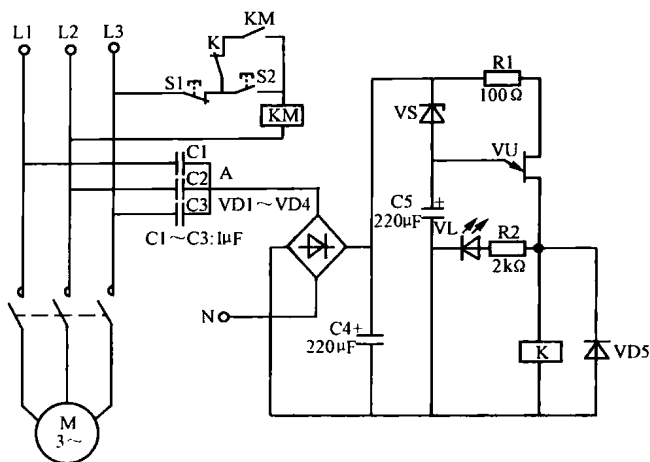 L1 L2 L3
KM
K
S1 S2
KM
C1
A
C2
VD1～VD4
C3
C1～C3:1μF
N
C4 +
220μF
M
3～
R1
100Ω
VS
VU
C5 +
220μF
VL
R2
2kΩ
K
VD5